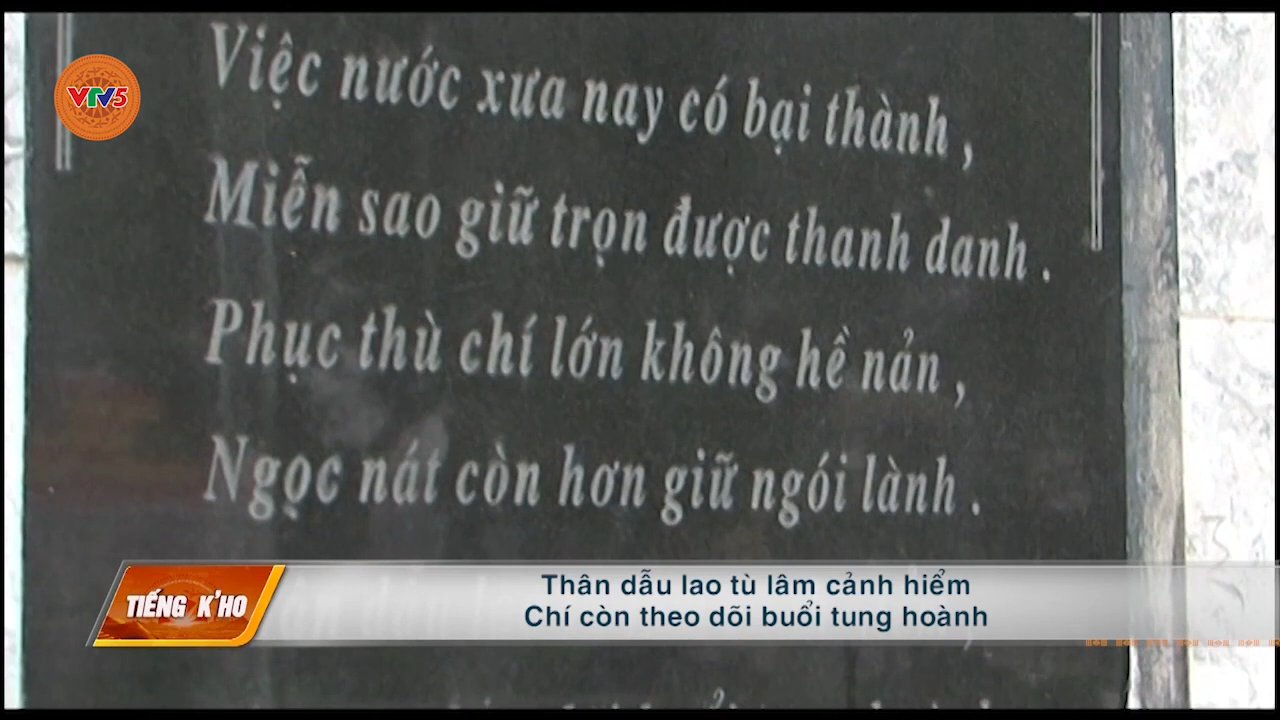 VTV5
Việc nước xưa nay có bại thành ,
Miễn sao giữ trọn được thanh danh .
Phục thù chí lớn không hề nản ,
Ngọc nát còn hơn giữ ngói lành .
TIẾNG K'HO
Thân dẫu lao tù lâm cảnh hiểm
Chí còn theo dõi buổi tung hoành